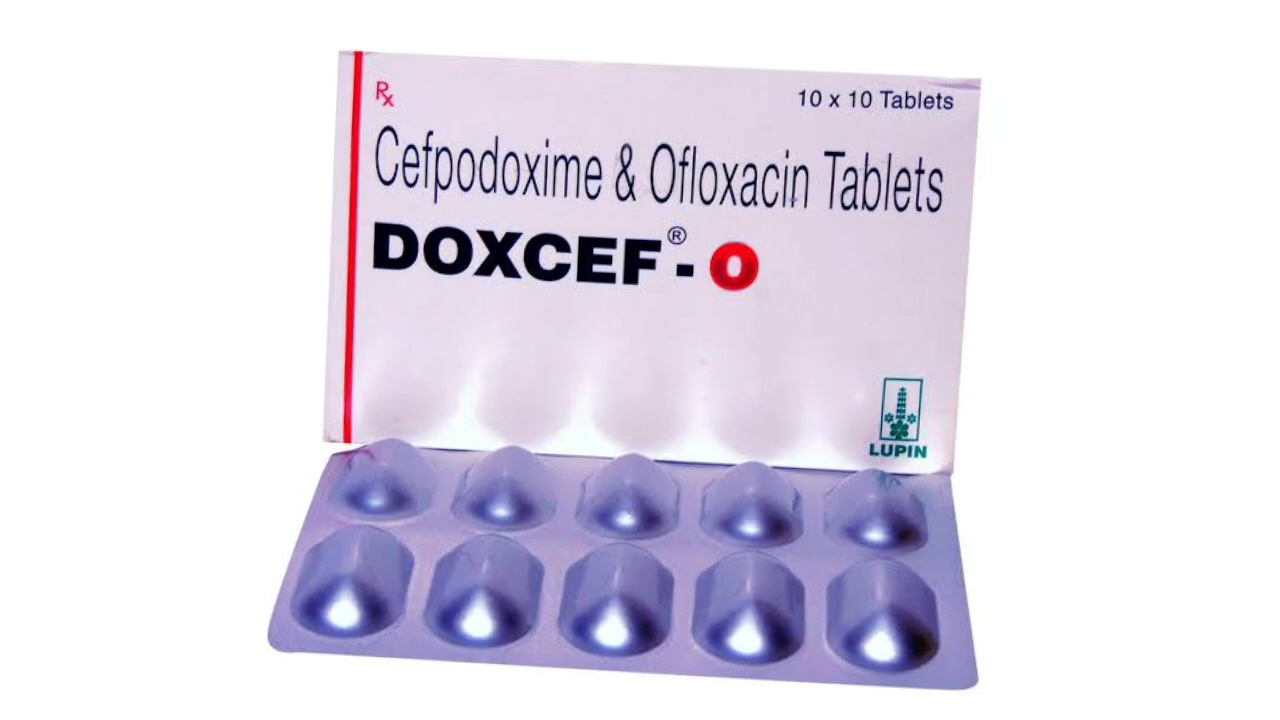 Rx
10 x 10 Tablets
Cefpodoxime & Ofloxacin Tablets
DOXCEF® - O
LUPIN